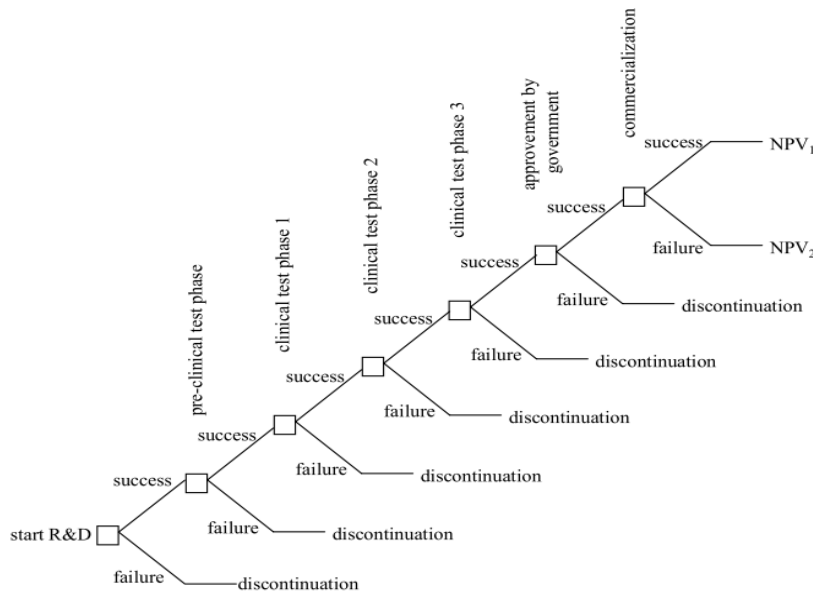 commercialization
approvement by
government
clinical test phase 3
clinical test phase 2
clinical test phase 1
pre-clinical test phase
success
NPV1
success
failure
NPV2
success
failure
discontinuation
success
failure
discontinuation
success
failure
discontinuation
success
failure
discontinuation
success
failure
discontinuation
start R&D
failure
discontinuation